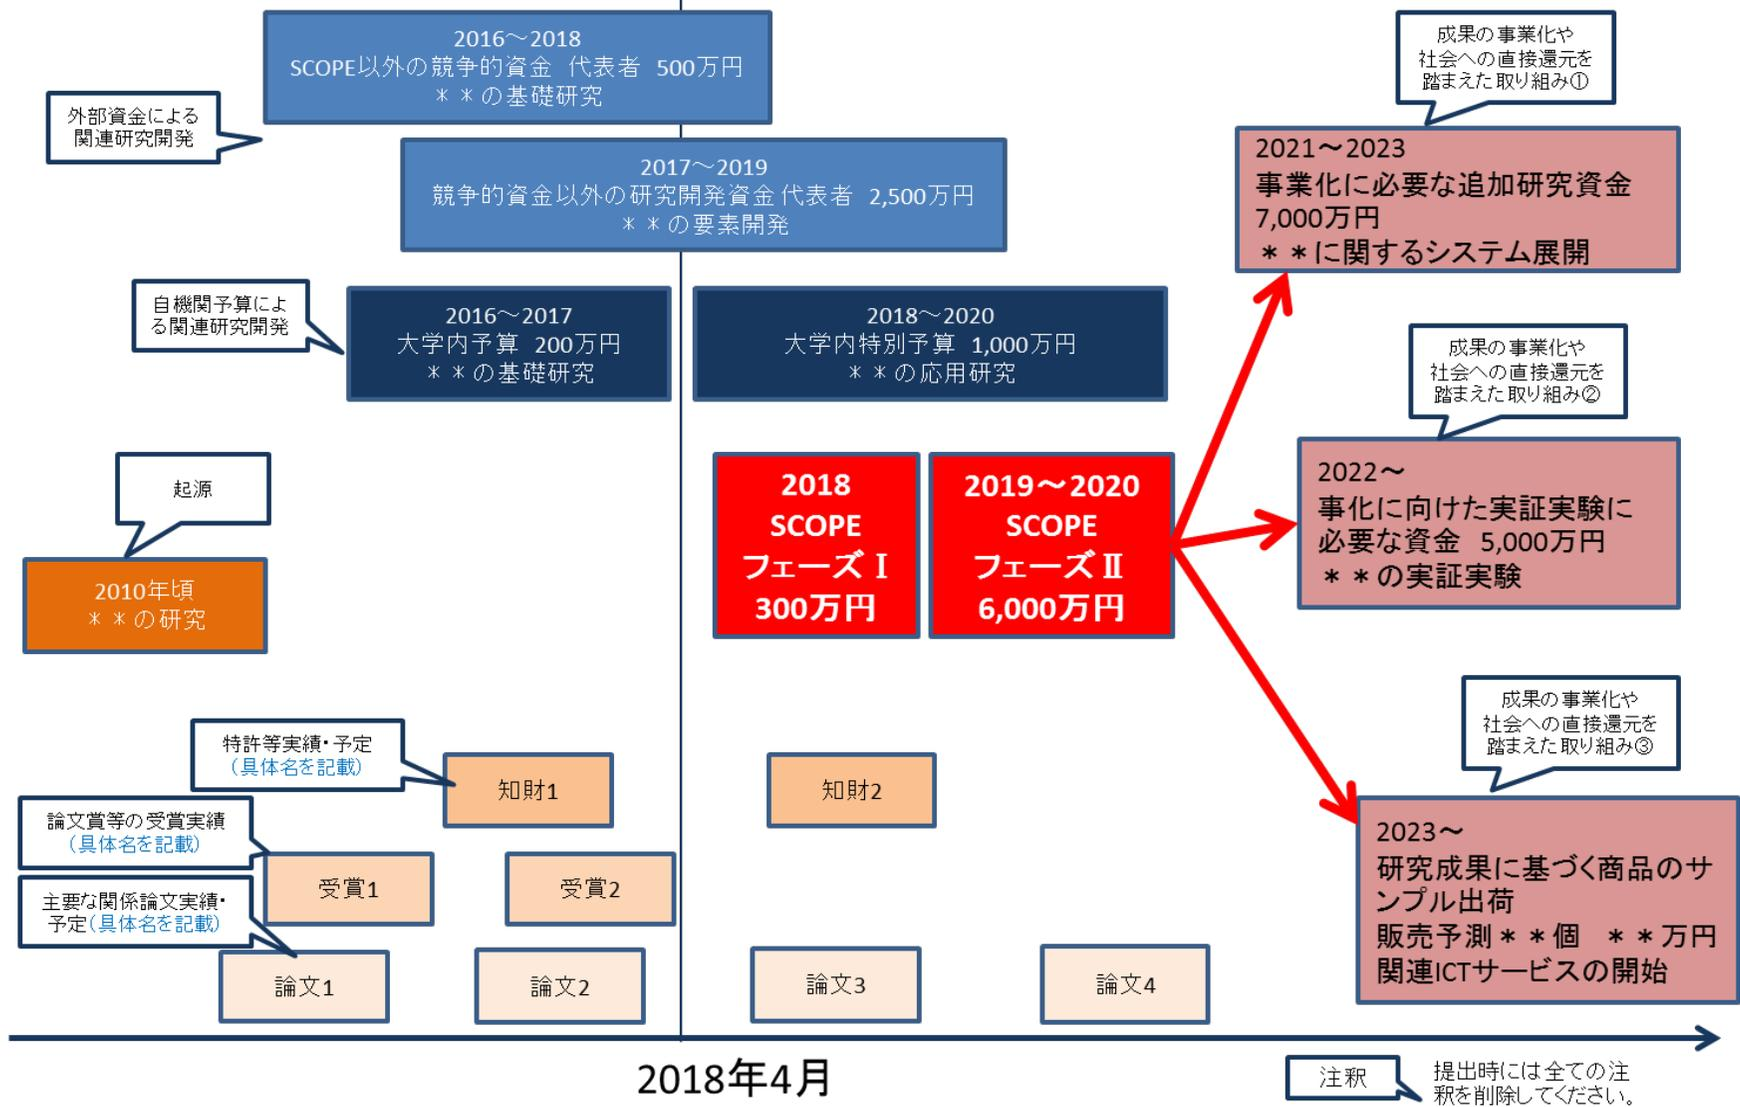 2016～2018
SCOPE以外の競争的資金 代表者 500万円
＊＊の基礎研究
成果の事業化や
社会への直接還元を
踏まえた取り組み①
外部資金による
関連研究開発
2017～2019
競争的資金以外の研究開発資金 代表者 2,500万円
＊＊の要素開発
2021～2023
事業化に必要な追加研究資金
7,000万円
＊＊に関するシステム展開
自機関予算によ
る関連研究開発
2016～2017
大学内予算 200万円
＊＊の基礎研究
2018～2020
大学内特別予算 1,000万円
＊＊の応用研究
成果の事業化や
社会への直接還元を
踏まえた取り組み②
起源
2010年頃
＊＊の研究
2018
SCOPE
フェーズⅠ
300万円
2019～2020
SCOPE
フェーズⅡ
6,000万円
2022～
事化に向けた実証実験に
必要な資金 5,000万円
＊＊の実証実験
成果の事業化や
社会への直接還元を
踏まえた取り組み③
特許等実績・予定
（具体名を記載）
知財1
知財2
論文賞等の受賞実績
（具体名を記載）
受賞1
受賞2
主要な関係論文実績・
予定（具体名を記載）
論文1
論文2
論文3
論文4
2023～
研究成果に基づく商品のサ
ンプル出荷
販売予測＊＊個 ＊＊万円
関連ICTサービスの開始
2018年4月
注釈
提出時には全ての注
釈を削除してください。